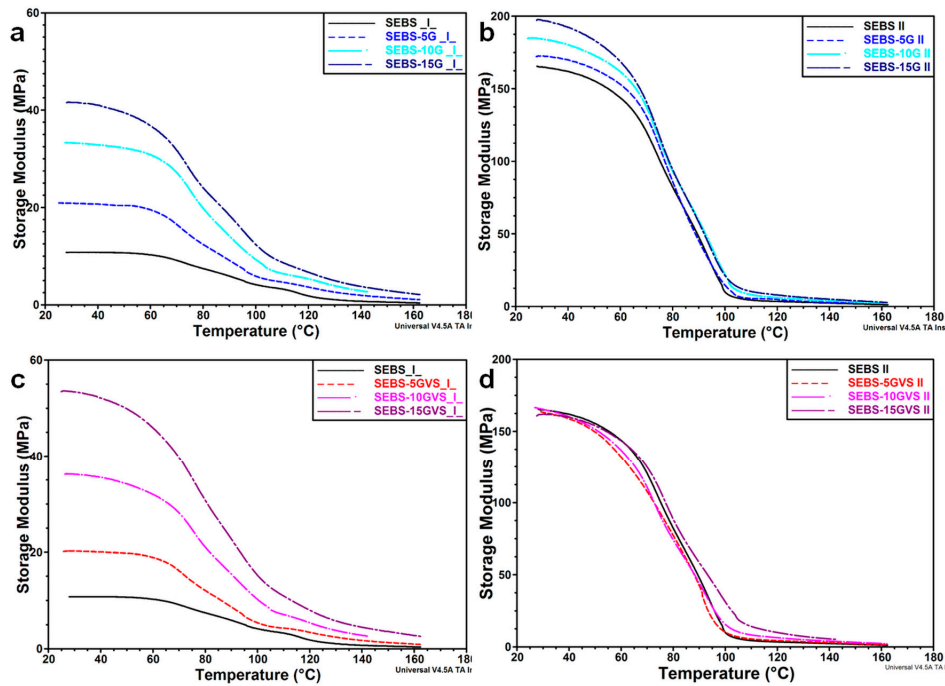 a
Storage Modulus (MPa)
60
40
20
0
SEBS _I_
SEBS-5G _I_
SEBS-10G _I_
SEBS-15G _I_
20 40 60 80 100 120 140 160 180
Temperature (°C)
Universal V4.5A TA Ins
b
Storage Modulus (MPa)
200
150
100
50
0
SEBS II
SEBS-5G II
SEBS-10G II
SEBS-15G II
20 40 60 80 100 120 140 160 180
Temperature (°C)
Universal V4.5A TA Inst
c
Storage Modulus (MPa)
60
40
20
0
SEBS_I_
SEBS-5GVS_I_
SEBS-10GVS_I_
SEBS-15GVS_I_
20 40 60 80 100 120 140 160 180
Temperature (°C)
Universal V4.5A TA Ins
d
Storage Modulus (MPa)
200
150
100
50
0
SEBS II
SEBS-5GVS II
SEBS-10GVS II
SEBS-15GVS II
20 40 60 80 100 120 140 160 180
Temperature (°C)
Universal V4.5A TA Inst